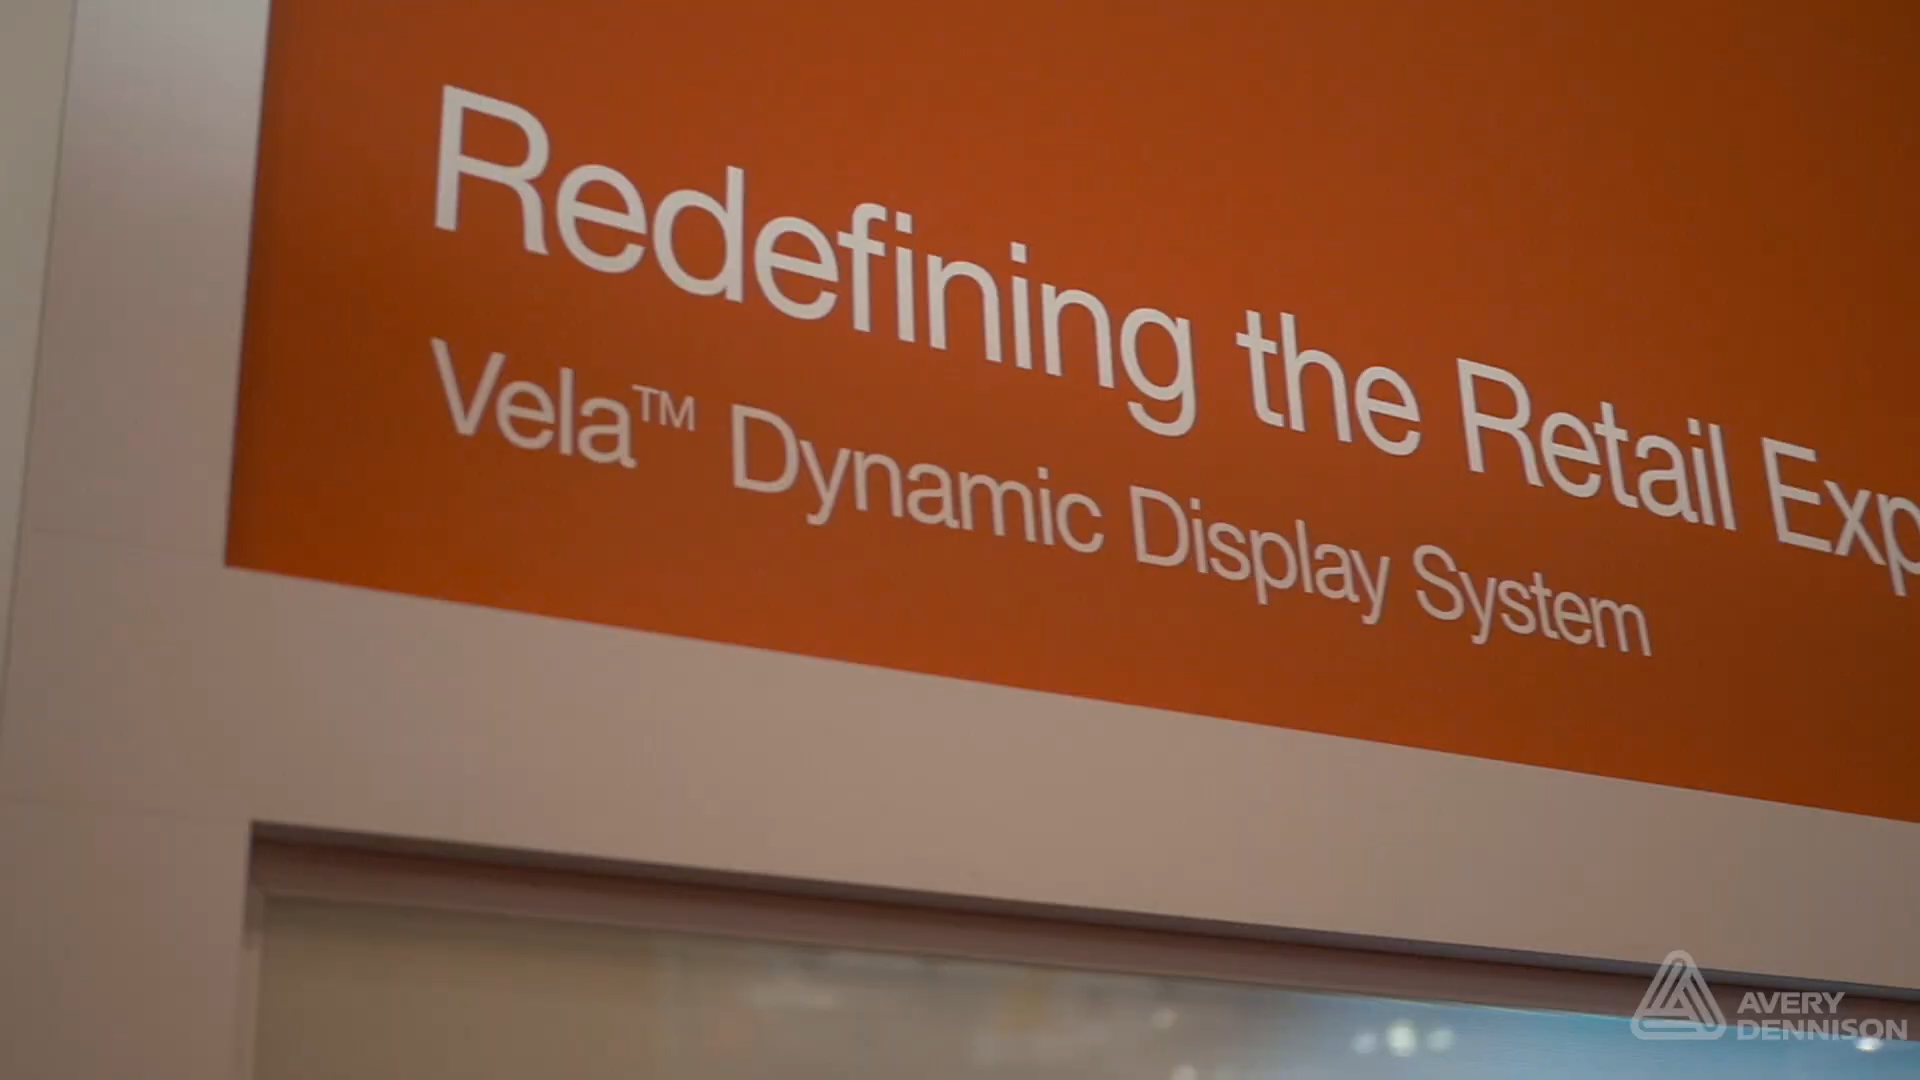 Redefining the Retail Exp
Vela™ Dynamic Display System
AVERY
DENNISON